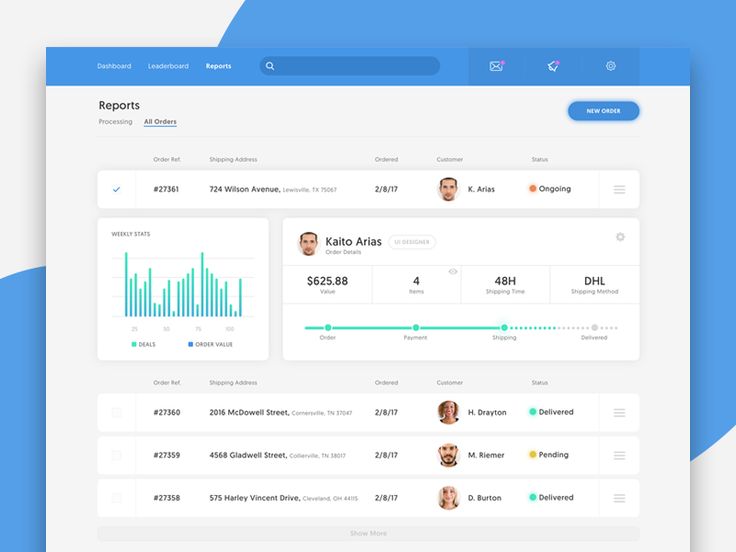 Dashboard Leaderboard Reports
Reports
Processing All Orders
NEW ORDER
Order Ref. Shipping Address Ordered Customer Status
#27361 724 Wilson Avenue, Lewisville, TX 75067 2/8/17 K. Arias Ongoing
WEEKLY STATS
25 50 75 100
DEALS ORDER VALUE
Kaito Arias UI DESIGNER
Order Details
$625.88 4 48H DHL
Value Items Shipping Time Shipping Method
Order Payment Shipping Delivered
Order Ref. Shipping Address Ordered Customer Status
#27360 2016 McDowell Street, Cornersville, TN 37047 2/8/17 H. Drayton Delivered
#27359 4568 Gladwell Street, Collierville, TN 38017 2/8/17 M. Riemer Pending
#27358 575 Harley Vincent Drive, Cleveland, OH 44115 2/8/17 D. Burton Delivered
Show More